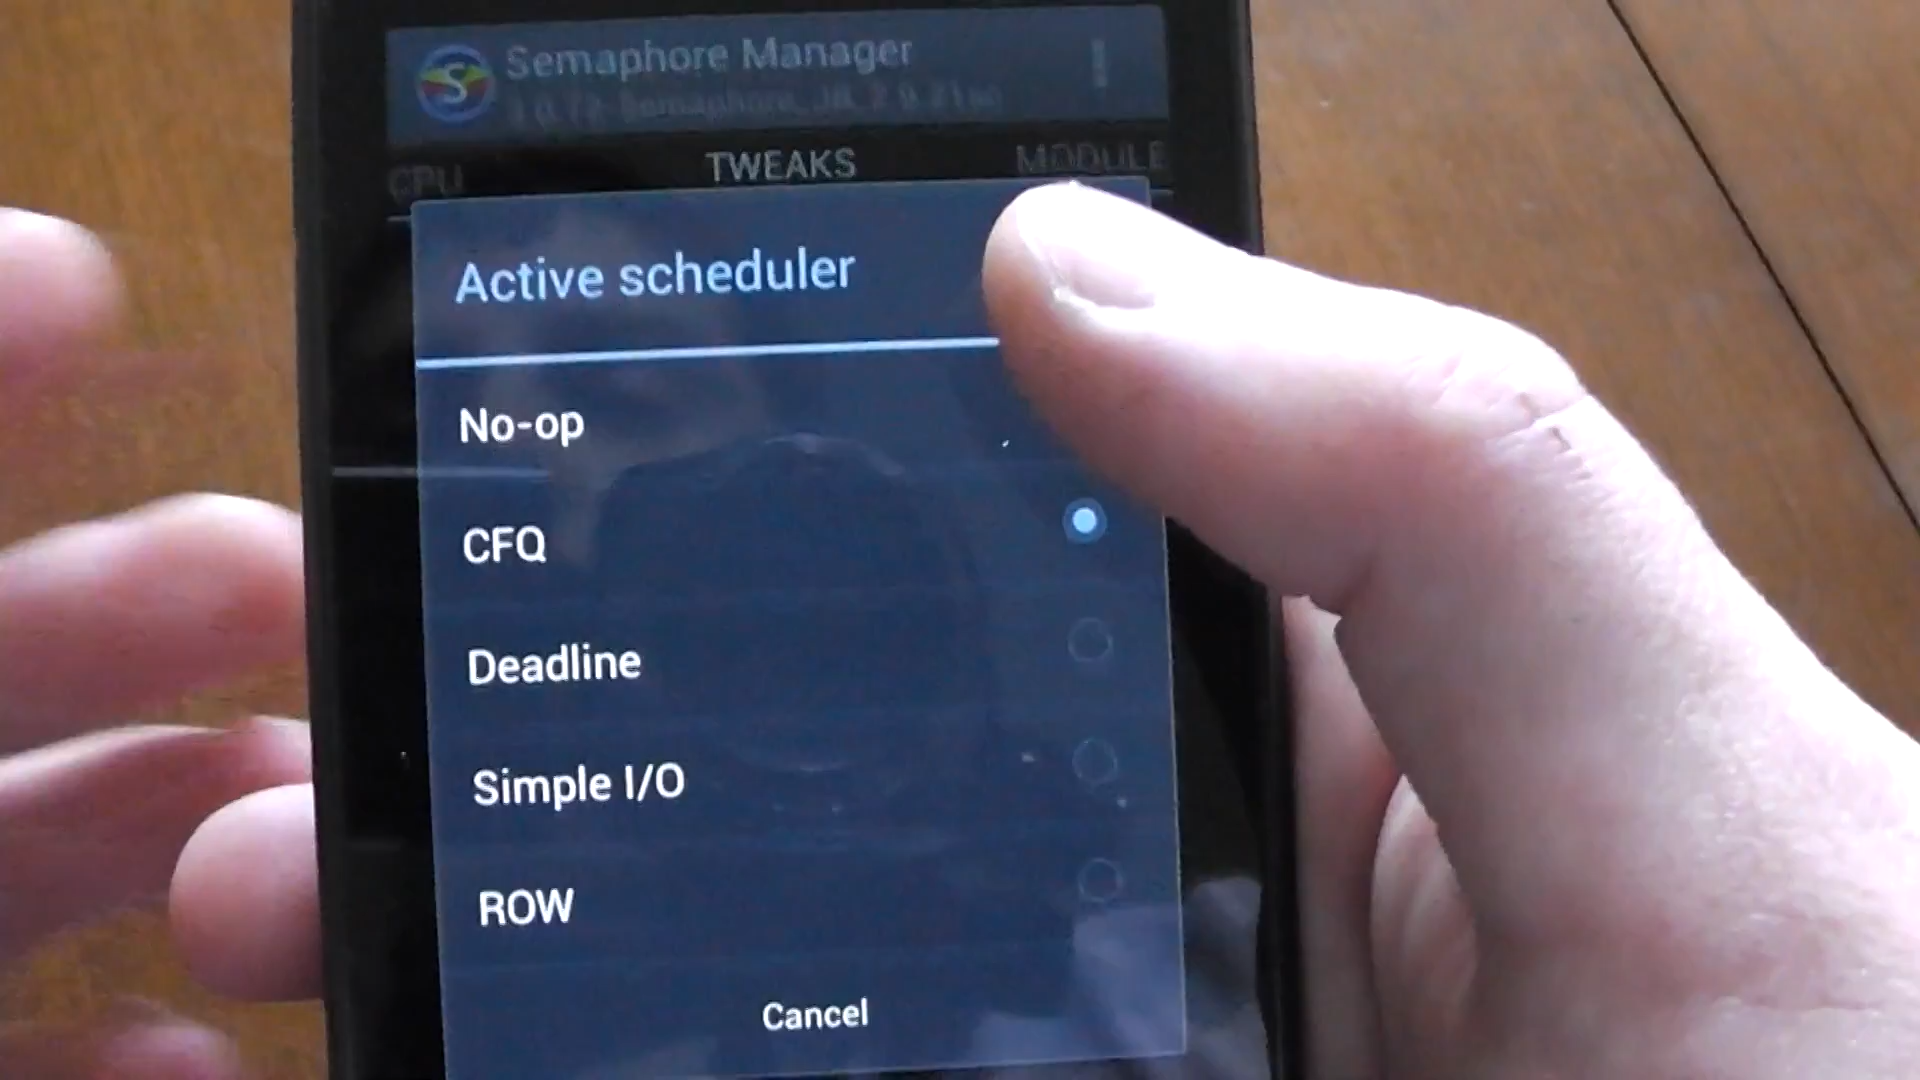 Semaphore Manager
CPU TWEAKS MODULE
Active scheduler
No-op
CFQ
Deadline
Simple I/O
ROW
Cancel